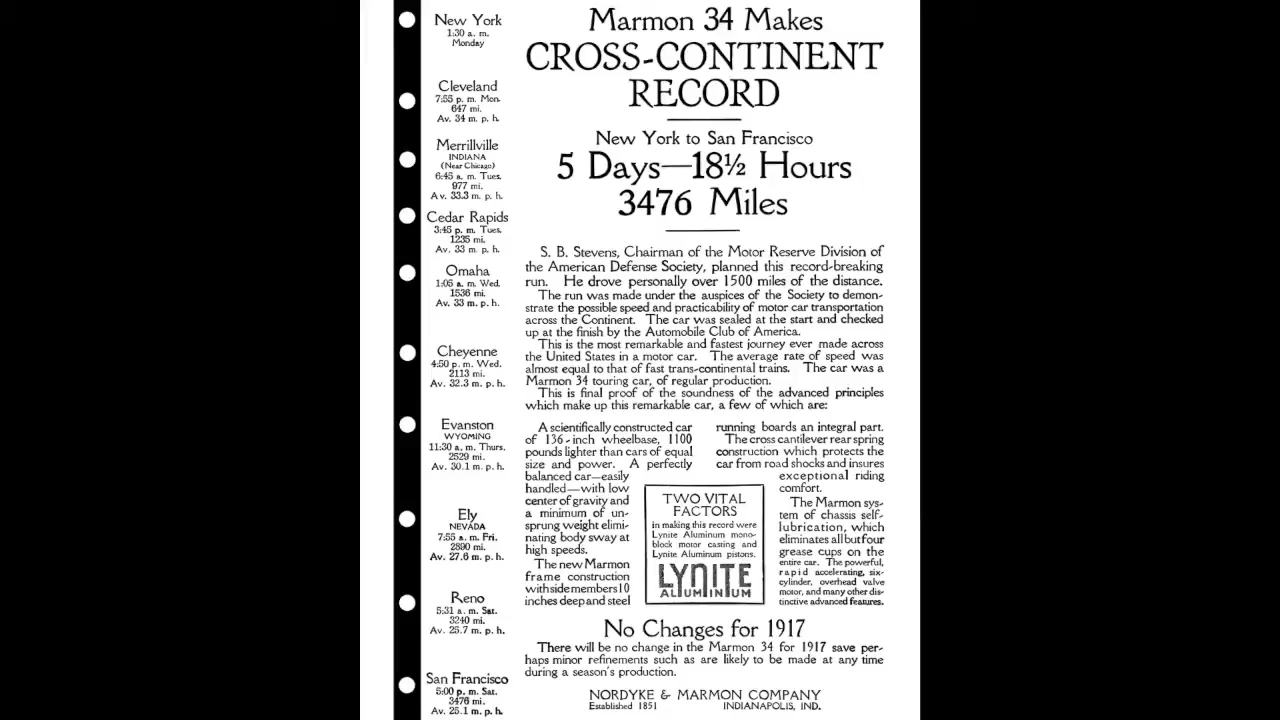 New York
1:30 a. m.
Monday
Cleveland
7:55 p. m. Mon.
647 mi.
Av. 34 m. p. h.
Merrillville
INDIANA
(Near Chicago)
6:45 a. m. Tues.
977 mi.
Av. 33.3 m. p. h.
Cedar Rapids
3:45 p. m. Tues.
1235 mi.
Av. 33 m. p. h.
Omaha
1:05 a. m. Wed.
1536 mi.
Av. 33 m. p. h.
Cheyenne
4:50 p. m. Wed.
2113 mi.
Av. 32.3 m. p. h.
Evanston
WYOMING
11:30 a. m. Thurs.
2529 mi.
Av. 30.1 m. p. h.
Ely
NEVADA
7:55 a. m. Fri.
2890 mi.
Av. 27.6 m. p. h.
Reno
5:31 a. m. Sat.
3240 mi.
Av. 25.7 m. p. h.
San Francisco
5:00 p. m. Sat.
3476 mi.
Av. 25.1 m. p. h.
Marmon 34 Makes
CROSS-CONTINENT
RECORD
New York to San Francisco
5 Days—18½ Hours
3476 Miles
S. B. Stevens, Chairman of the Motor Reserve Division of
the American Defense Society, planned this record-breaking
run. He drove personally over 1500 miles of the distance.
The run was made under the auspices of the Society to demon-
strate the possible speed and practicability of motor car transportation
across the Continent. The car was sealed at the start and checked
up at the finish by the Automobile Club of America.
This is the most remarkable and fastest journey ever made across
the United States in a motor car. The average rate of speed was
almost equal to that of fast trans-continental trains. The car was a
Marmon 34 touring car, of regular production.
This is final proof of the soundness of the advanced principles
which make up this remarkable car, a few of which are:
A scientifically constructed car
of 136-inch wheelbase, 1100
pounds lighter than cars of equal
size and power. A perfectly
balanced car—easily
handled—with low
center of gravity and
a minimum of un-
sprung weight elimi-
nating body sway at
high speeds.
The new Marmon
frame construction
with side members 10
inches deep and steel
running boards an integral part.
The cross cantilever rear spring
construction which protects the
car from road shocks and insures
exceptional riding
comfort.
The Marmon sys-
tem of chassis self-
lubrication, which
eliminates all but four
grease cups on the
entire car. The powerful,
rapid accelerating, six-
cylinder, overhead valve
motor, and many other dis-
tinctive advanced features.
TWO VITAL
FACTORS
in making this record were
Lynite Aluminum mono-
block motor casting and
Lynite Aluminum pistons.
LYNITE
ALUMINUM
No Changes for 1917
There will be no change in the Marmon 34 for 1917 save per-
haps minor refinements such as are likely to be made at any time
during a season's production.
NORDYKE & MARMON COMPANY
Established 1851 INDIANAPOLIS, IND.